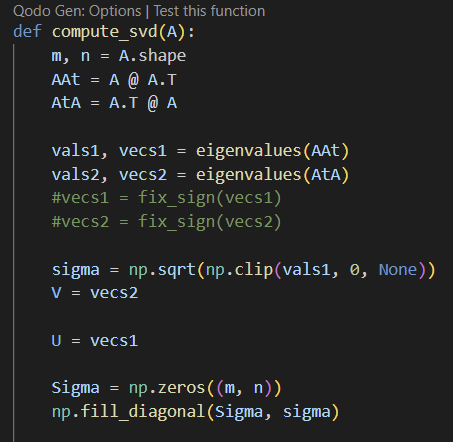 Qodo Gen: Options | Test this function
def compute_svd(A):
    m, n = A.shape
    AAt = A @ A.T
    AtA = A.T @ A

    vals1, vecs1 = eigenvalues(AAt)
    vals2, vecs2 = eigenvalues(AtA)
    #vecs1 = fix_sign(vecs1)
    #vecs2 = fix_sign(vecs2)

    sigma = np.sqrt(np.clip(vals1, 0, None))
    V = vecs2

    U = vecs1

    Sigma = np.zeros((m, n))
    np.fill_diagonal(Sigma, sigma)